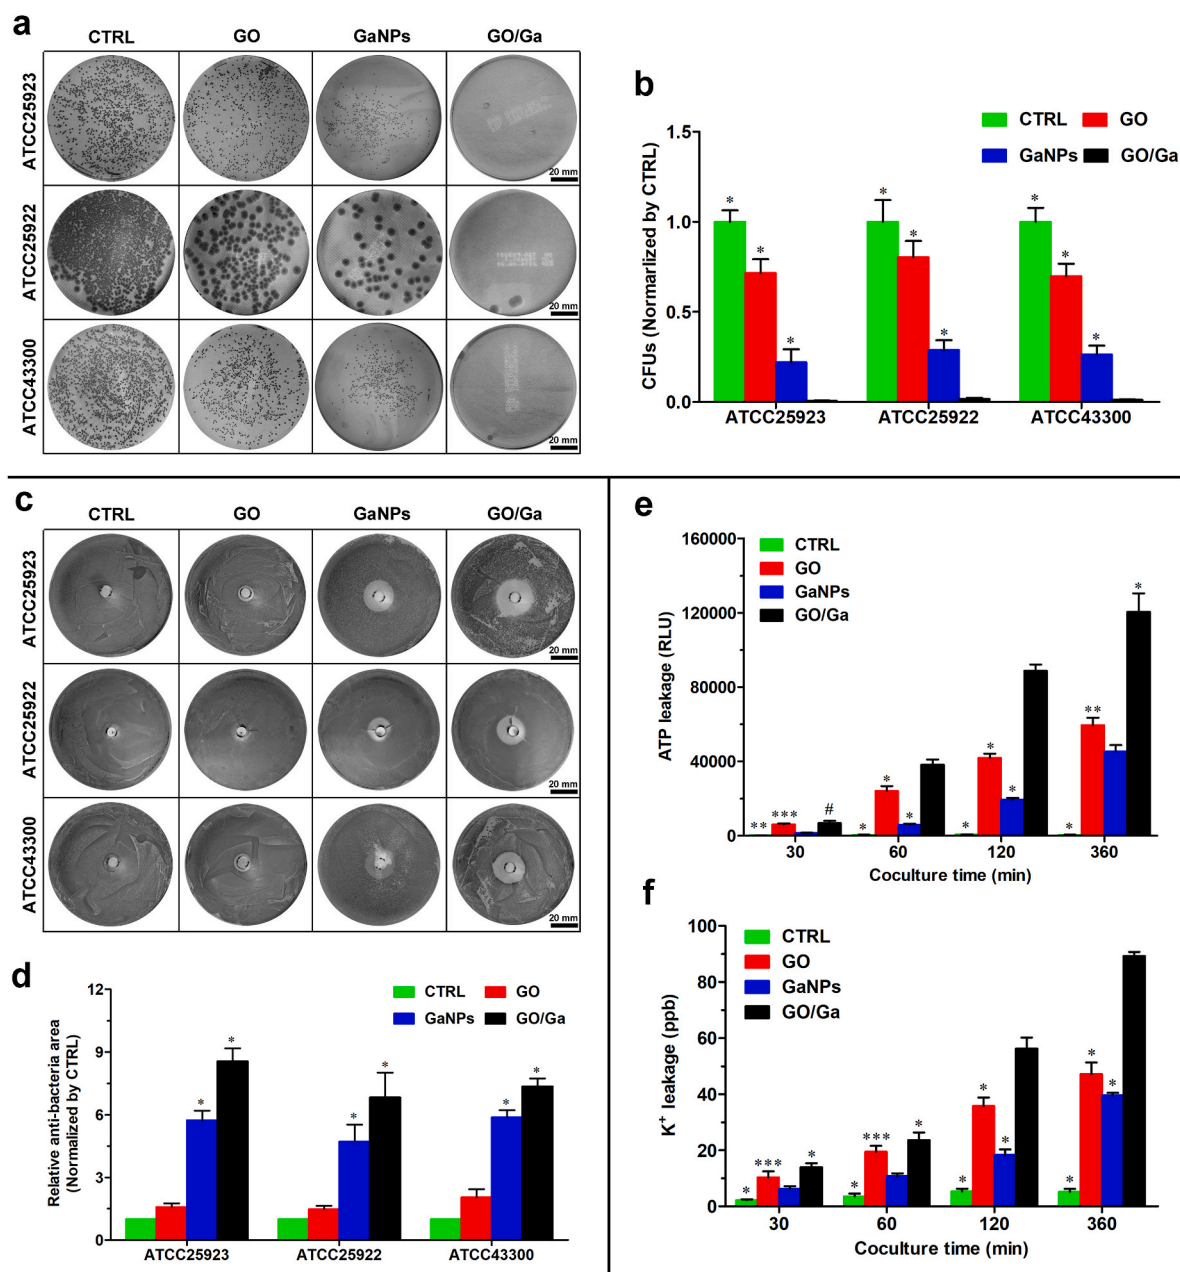 a
CTRL GO GaNPs GO/Ga
ATCC25923
20 mm
ATCC25922
20 mm
ATCC43300
20 mm
b
CTRL GO
GaNPs GO/Ga
CFUs (Normarlized by CTRL)
1.5
1.0
0.5
0.0
* * *
* * *
* * *
ATCC25923 ATCC25922 ATCC43300
c
CTRL GO GaNPs GO/Ga
ATCC25923
20 mm
ATCC25922
20 mm
ATCC43300
20 mm
d
CTRL GO
GaNPs GO/Ga
Relative anti-bacteria area
(Normalized by CTRL)
12
9
6
3
0
* * * * * *
ATCC25923 ATCC25922 ATCC43300
e
CTRL
GO
GaNPs
GO/Ga
ATP leakage (RLU)
160000
120000
80000
40000
0
** *** #
* * *
* * *
* ** *
30 60 120 360
Coculture time (min)
f
CTRL
GO
GaNPs
GO/Ga
K+ leakage (ppb)
100
80
60
40
20
0
* *** *
* *** *
* * *
* * *
30 60 120 360
Coculture time (min)